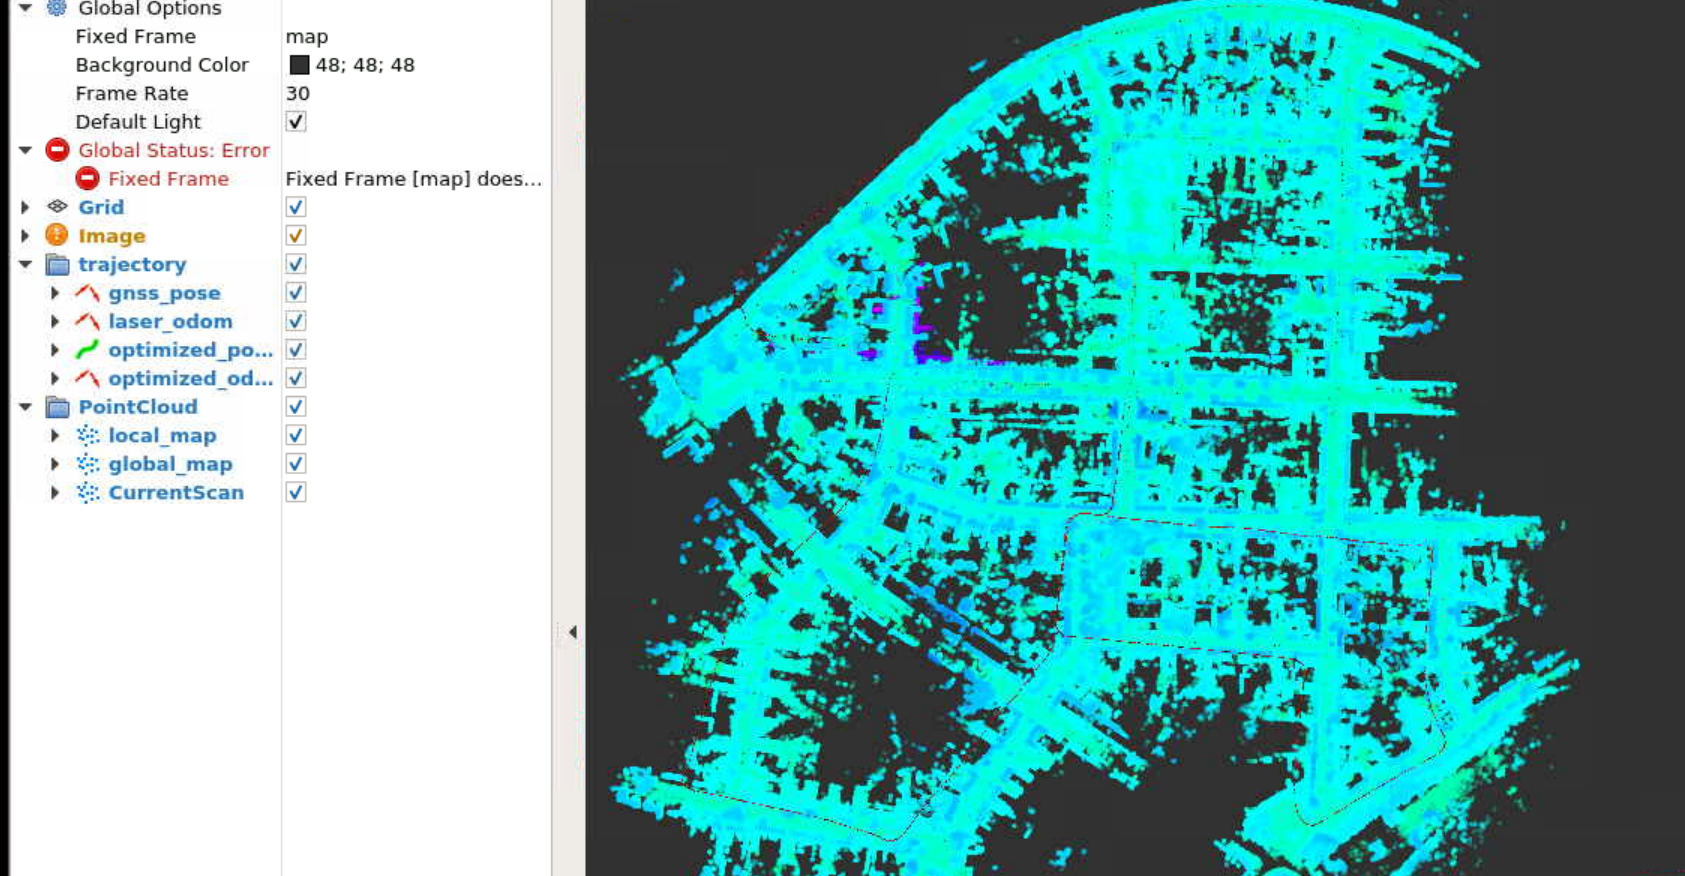 Global Options
Fixed Frame map
Background Color 48; 48; 48
Frame Rate 30
Default Light
Global Status: Error
Fixed Frame Fixed Frame [map] does...
Grid
Image
trajectory
gnss_pose
laser_odom
optimized_po...
optimized_od...
PointCloud
local_map
global_map
CurrentScan